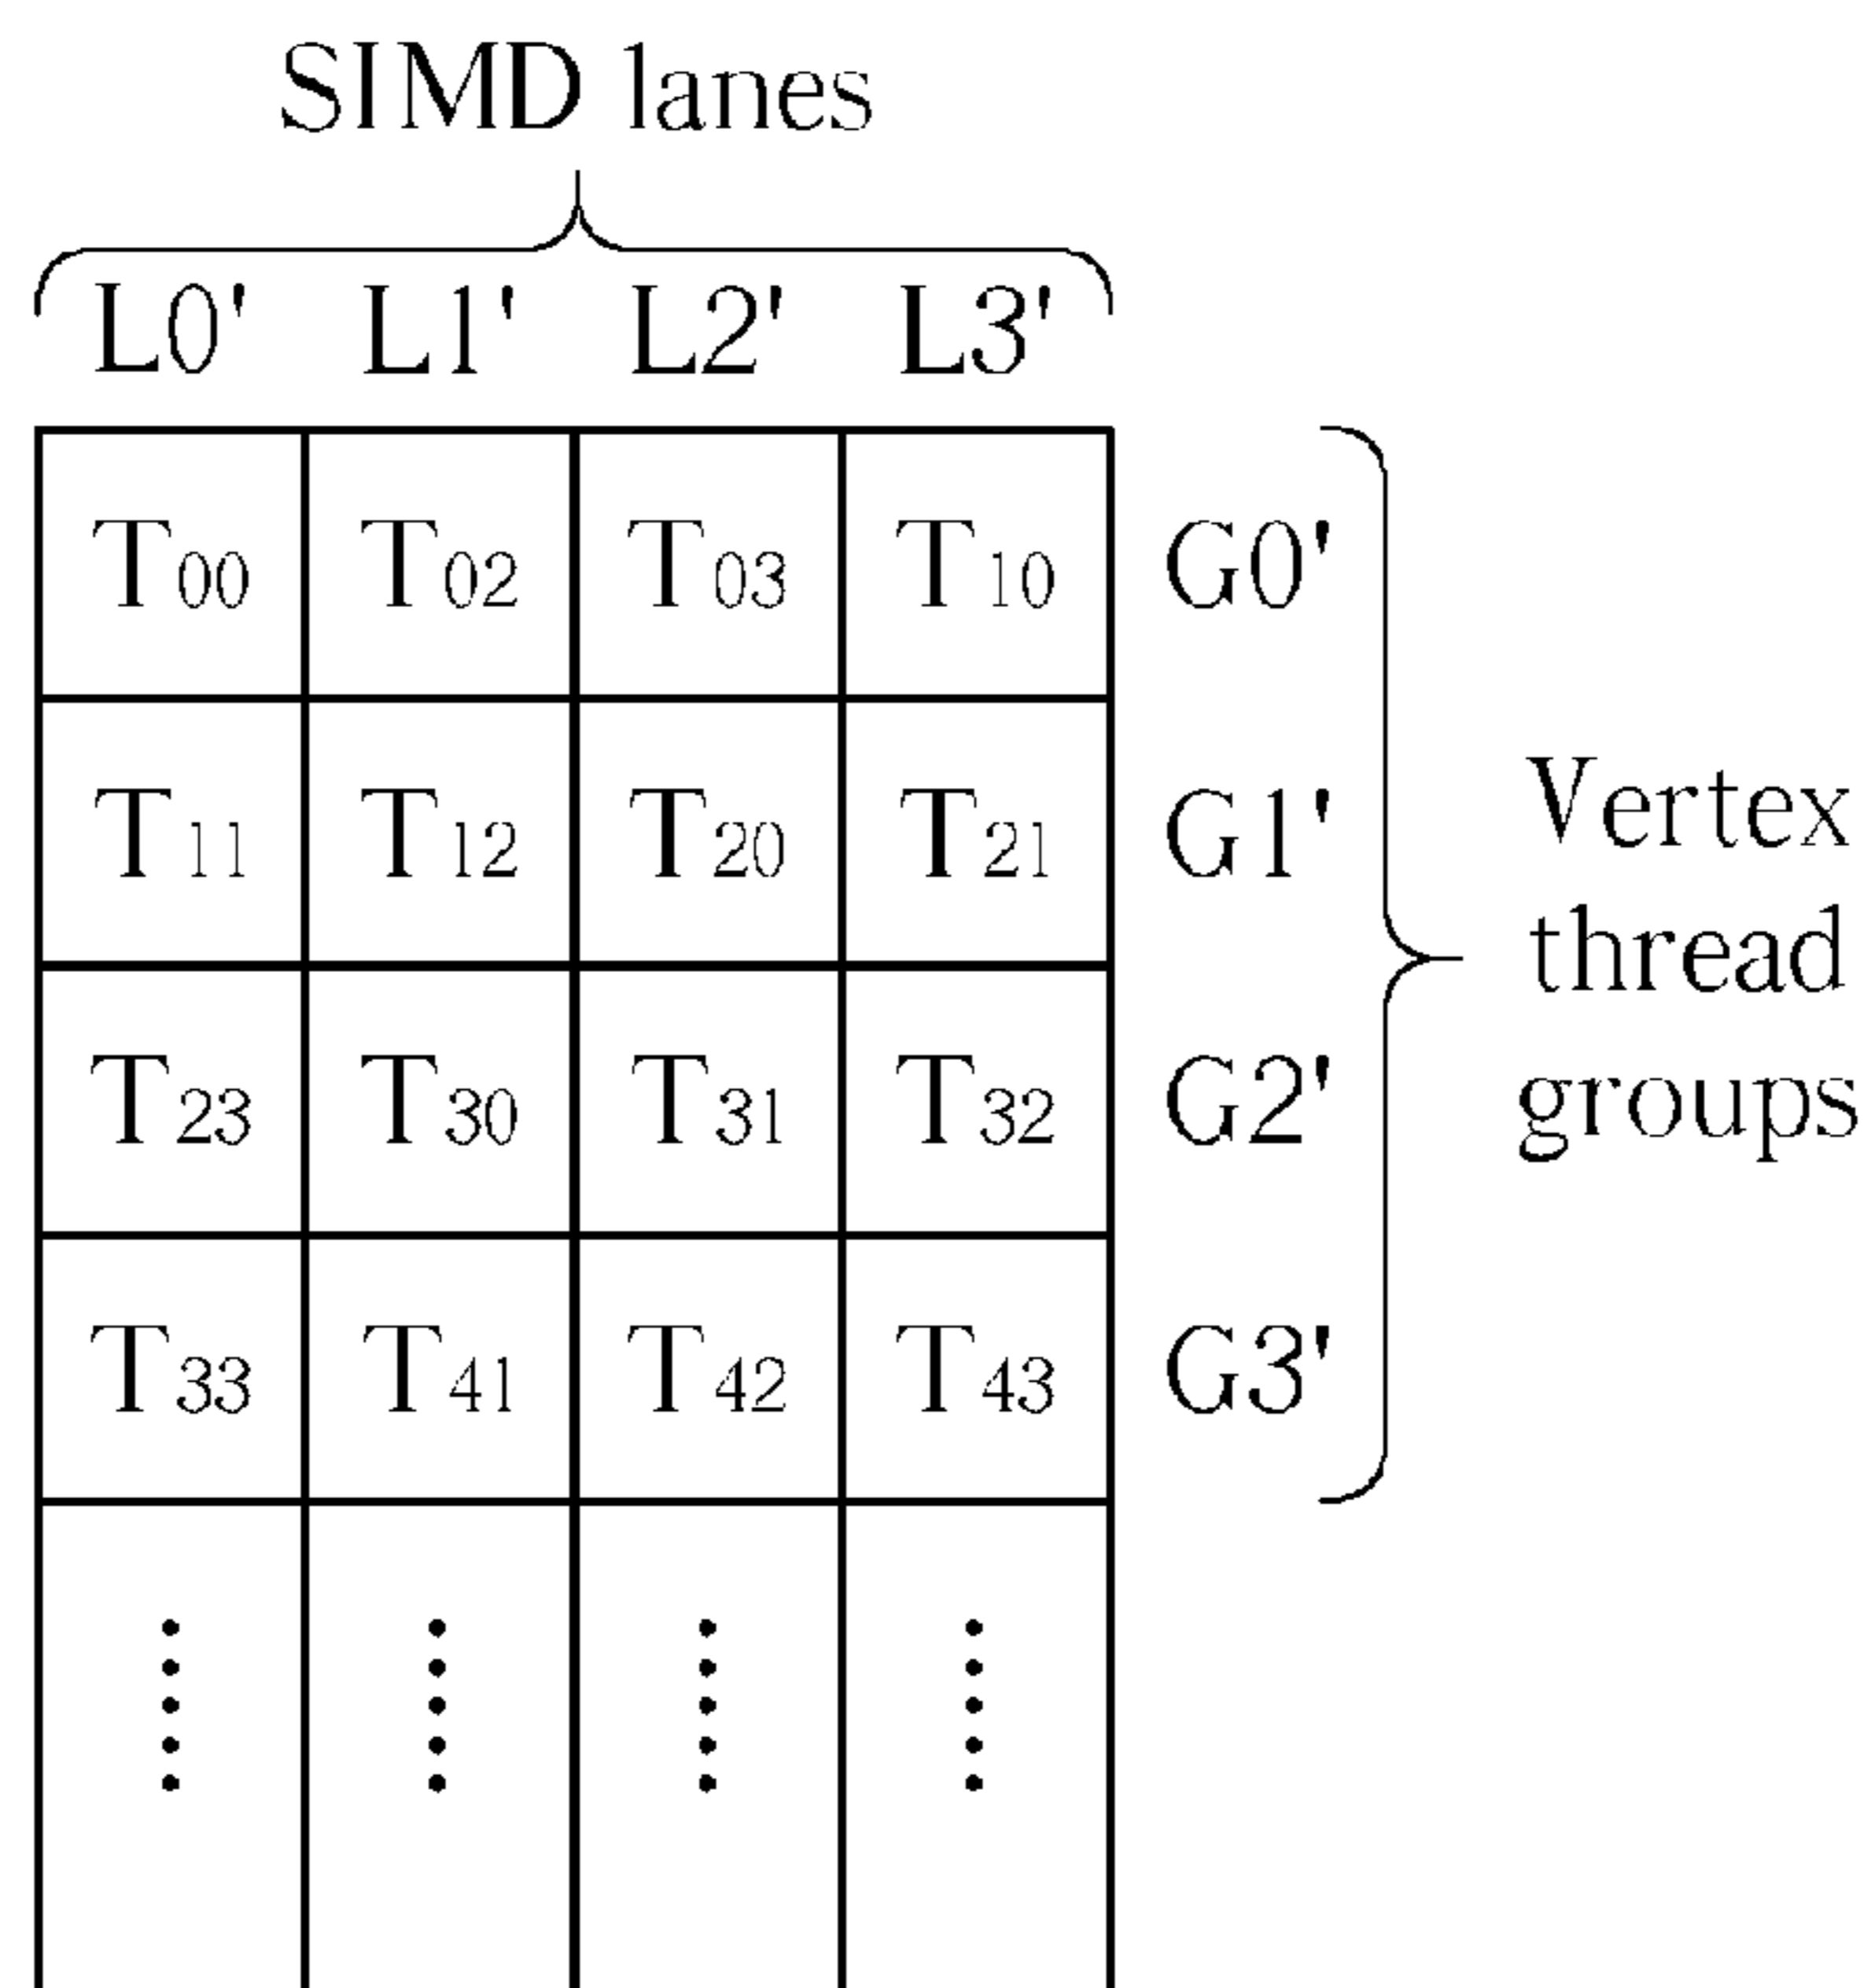 SIMD lanes
L0' L1' L2' L3'
T00 T02 T03 T10 G0'
T11 T12 T20 T21 G1'
T23 T30 T31 T32 G2'
T33 T41 T42 T43 G3'
Vertex
thread
groups